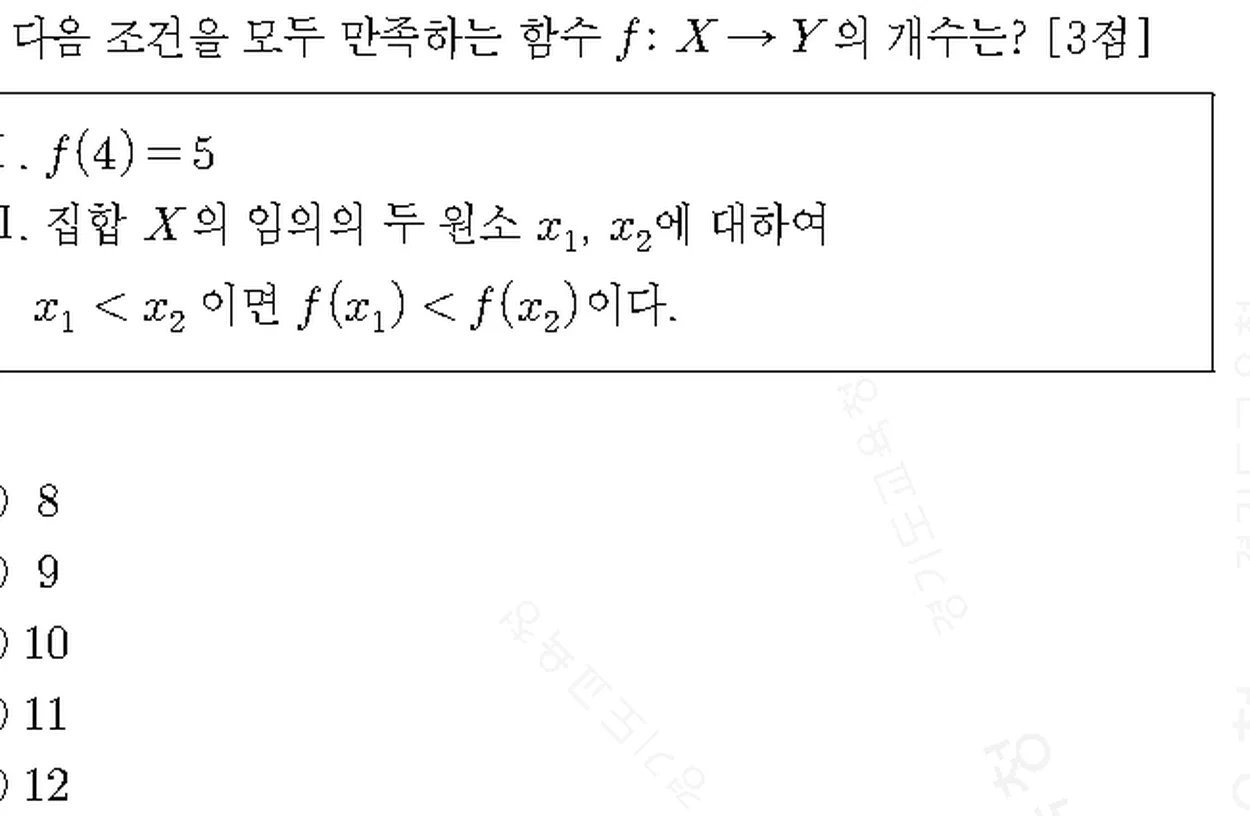 다음 조건을 모두 만족하는 함수 f: X → Y의 개수는? [3점]
. f(4)=5
. 집합 X의 임의의 두 원소 x₁, x₂에 대하여
x₁ < x₂ 이면 f(x₁) < f(x₂)이다.
) 8
) 9
) 10
) 11
) 12